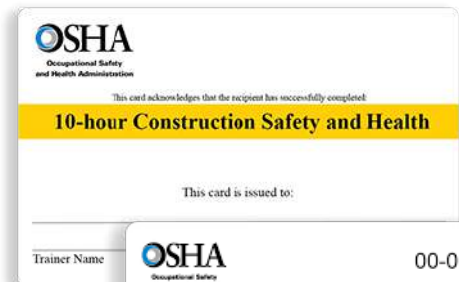 OSHA
Occupational Safety
and Health Administration
This card acknowledges that the recipient has successfully completed:
10-hour Construction Safety and Health
This card is issued to:
Trainer Name
OSHA
00-0
Occupational Safety